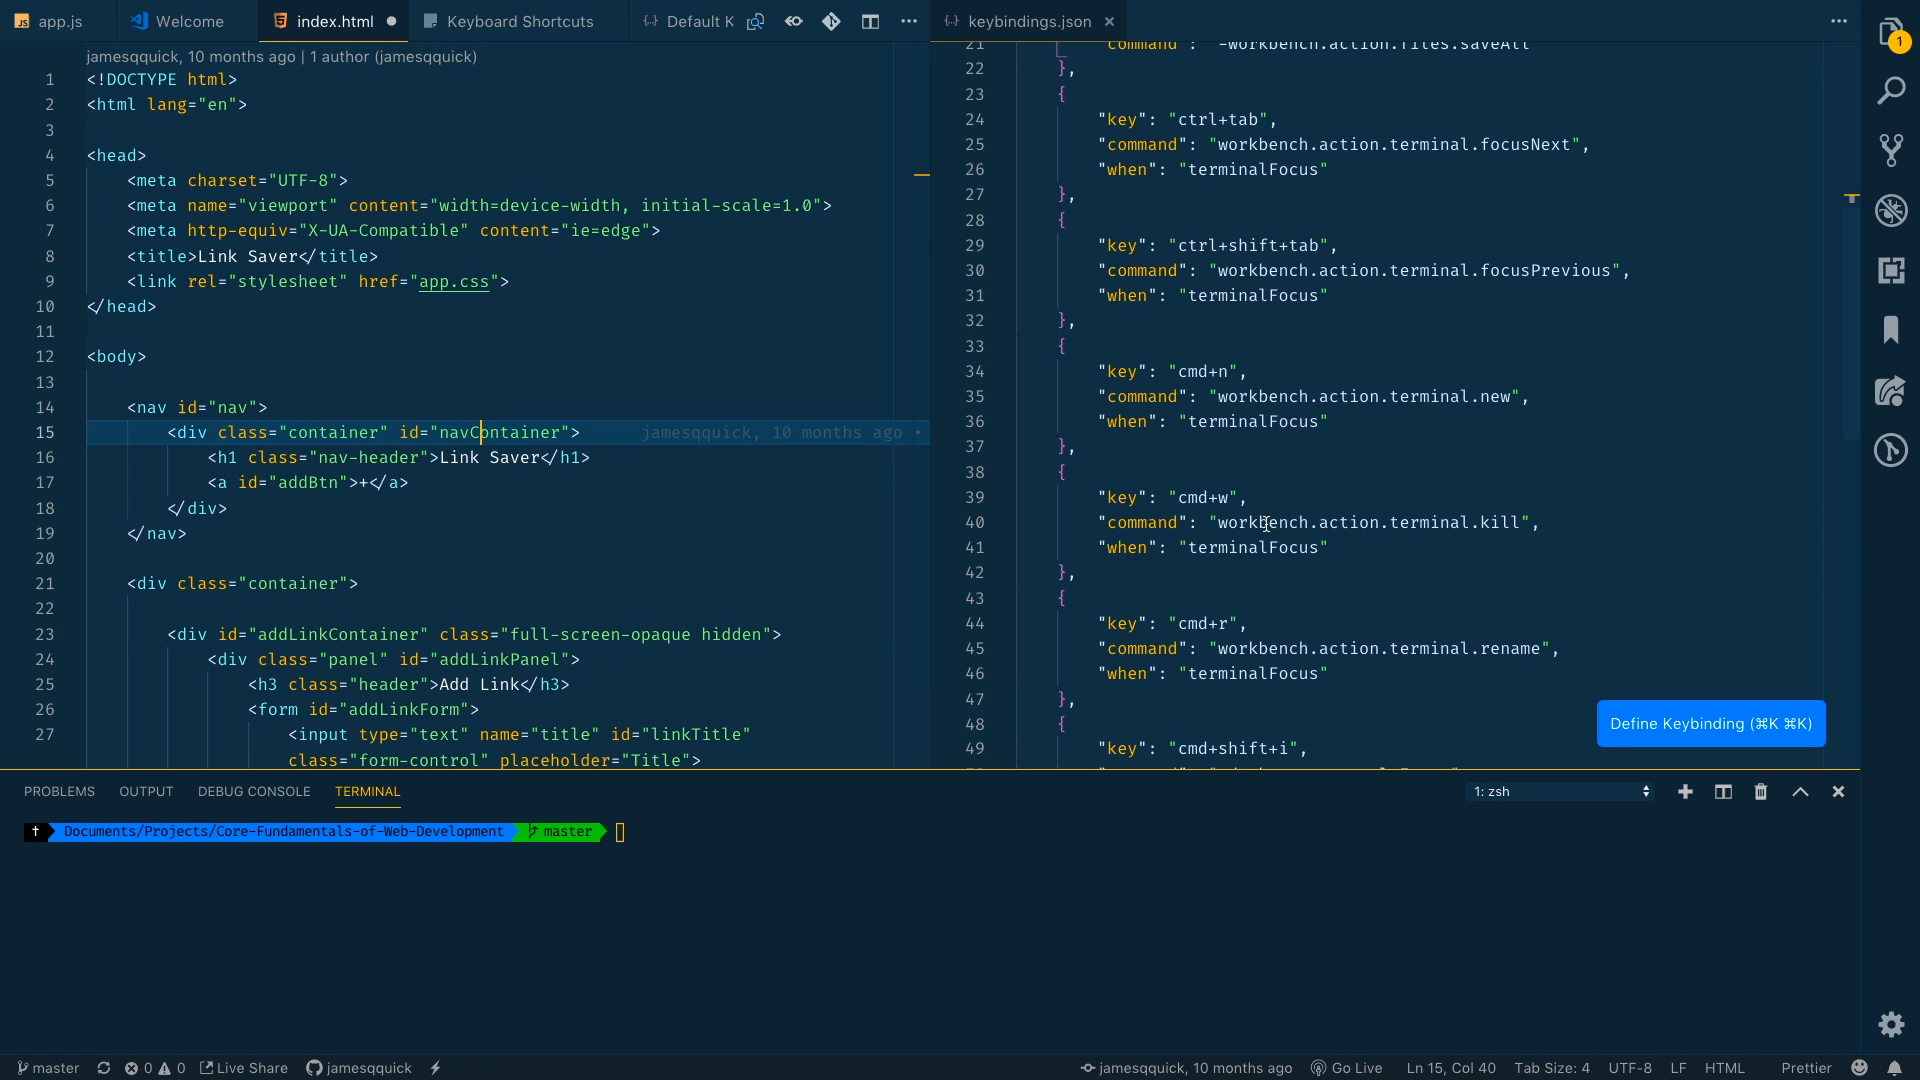 app.js
Welcome
index.html
Keyboard Shortcuts
Default K
keybindings.json
jamesqquick, 10 months ago | 1 author (jamesqquick)
1 <!DOCTYPE html>
2 <html lang="en">
3
4 <head>
5 <meta charset="UTF-8">
6 <meta name="viewport" content="width=device-width, initial-scale=1.0">
7 <meta http-equiv="X-UA-Compatible" content="ie=edge">
8 <title>Link Saver</title>
9 <link rel="stylesheet" href="app.css">
10 </head>
11
12 <body>
13
14 <nav id="nav">
15 <div class="container" id="navContainer"> jamesqquick, 10 months ago •
16 <h1 class="nav-header">Link Saver</h1>
17 <a id="addBtn">+</a>
18 </div>
19 </nav>
20
21 <div class="container">
22
23 <div id="addLinkContainer" class="full-screen-opaque hidden">
24 <div class="panel" id="addLinkPanel">
25 <h3 class="header">Add Link</h3>
26 <form id="addLinkForm">
27 <input type="text" name="title" id="linkTitle"
class="form-control" placeholder="Title">
21 "command": "-workbench.action.files.saveAll"
22 },
23 {
24 "key": "ctrl+tab",
25 "command": "workbench.action.terminal.focusNext",
26 "when": "terminalFocus"
27 },
28 {
29 "key": "ctrl+shift+tab",
30 "command": "workbench.action.terminal.focusPrevious",
31 "when": "terminalFocus"
32 },
33 {
34 "key": "cmd+n",
35 "command": "workbench.action.terminal.new",
36 "when": "terminalFocus"
37 },
38 {
39 "key": "cmd+w",
40 "command": "workbench.action.terminal.kill",
41 "when": "terminalFocus"
42 },
43 {
44 "key": "cmd+r",
45 "command": "workbench.action.terminal.rename",
46 "when": "terminalFocus"
47 },
48 {
49 "key": "cmd+shift+i",
Define Keybinding (⌘K ⌘K)
1
PROBLEMS OUTPUT DEBUG CONSOLE TERMINAL
1: zsh
Documents/Projects/Core-Fundamentals-of-Web-Development master
master 0 0 Live Share jamesqquick
jamesqquick, 10 months ago Go Live Ln 15, Col 40 Tab Size: 4 UTF-8 LF HTML Prettier